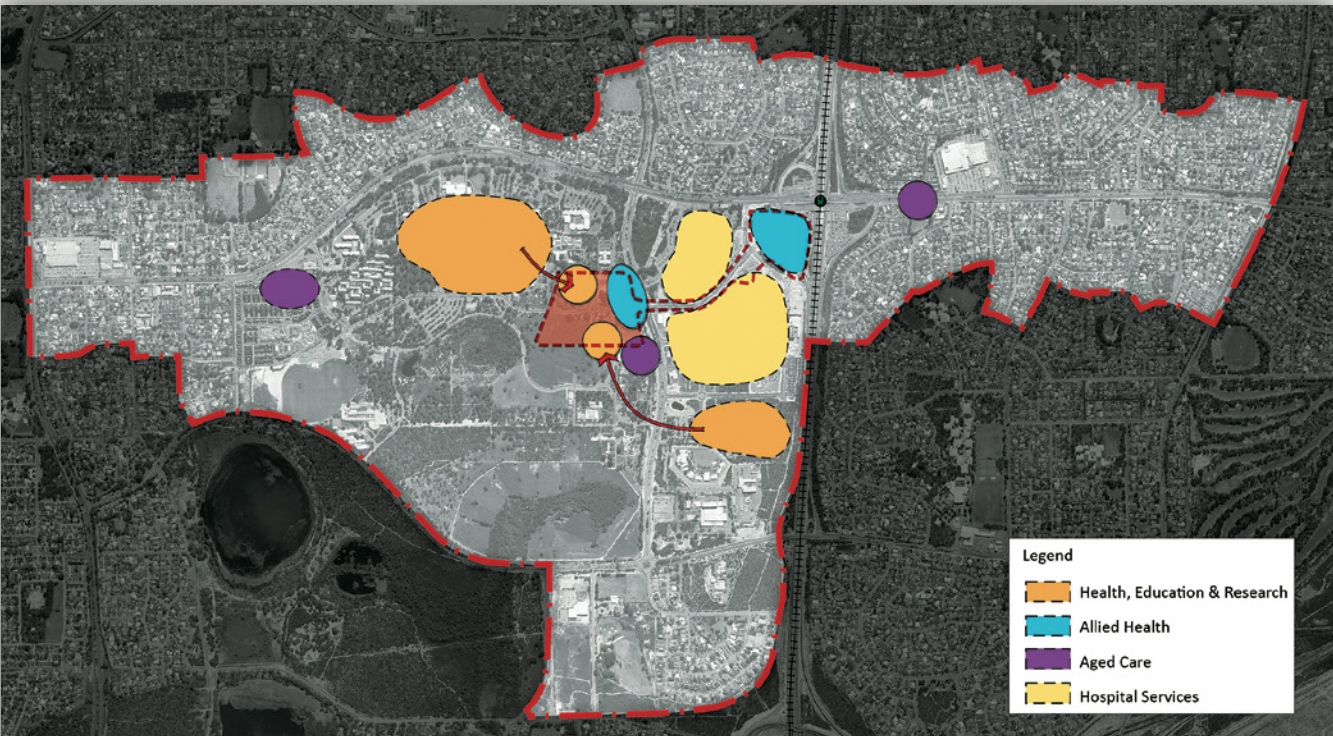 Legend
Health, Education & Research
Allied Health
Aged Care
Hospital Services